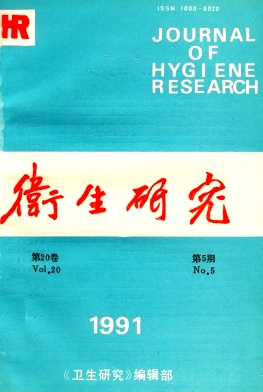 HR
ISSN 1000-8020
JOURNAL
OF
HYGIENE
RESEARCH
衛生研究
第20卷 第5期
Vol.20 No.5
1991
《卫生研究》编辑部